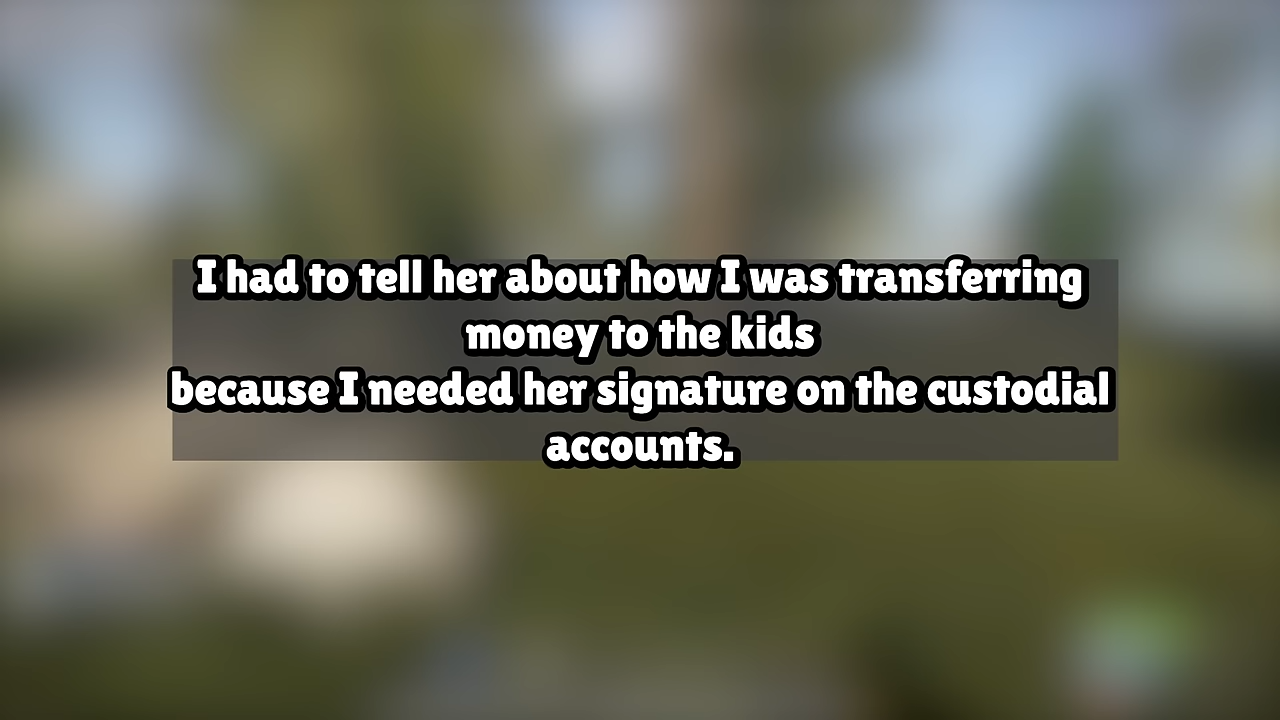 I had to tell her about how I was transferring
money to the kids
because I needed her signature on the custodial
accounts.